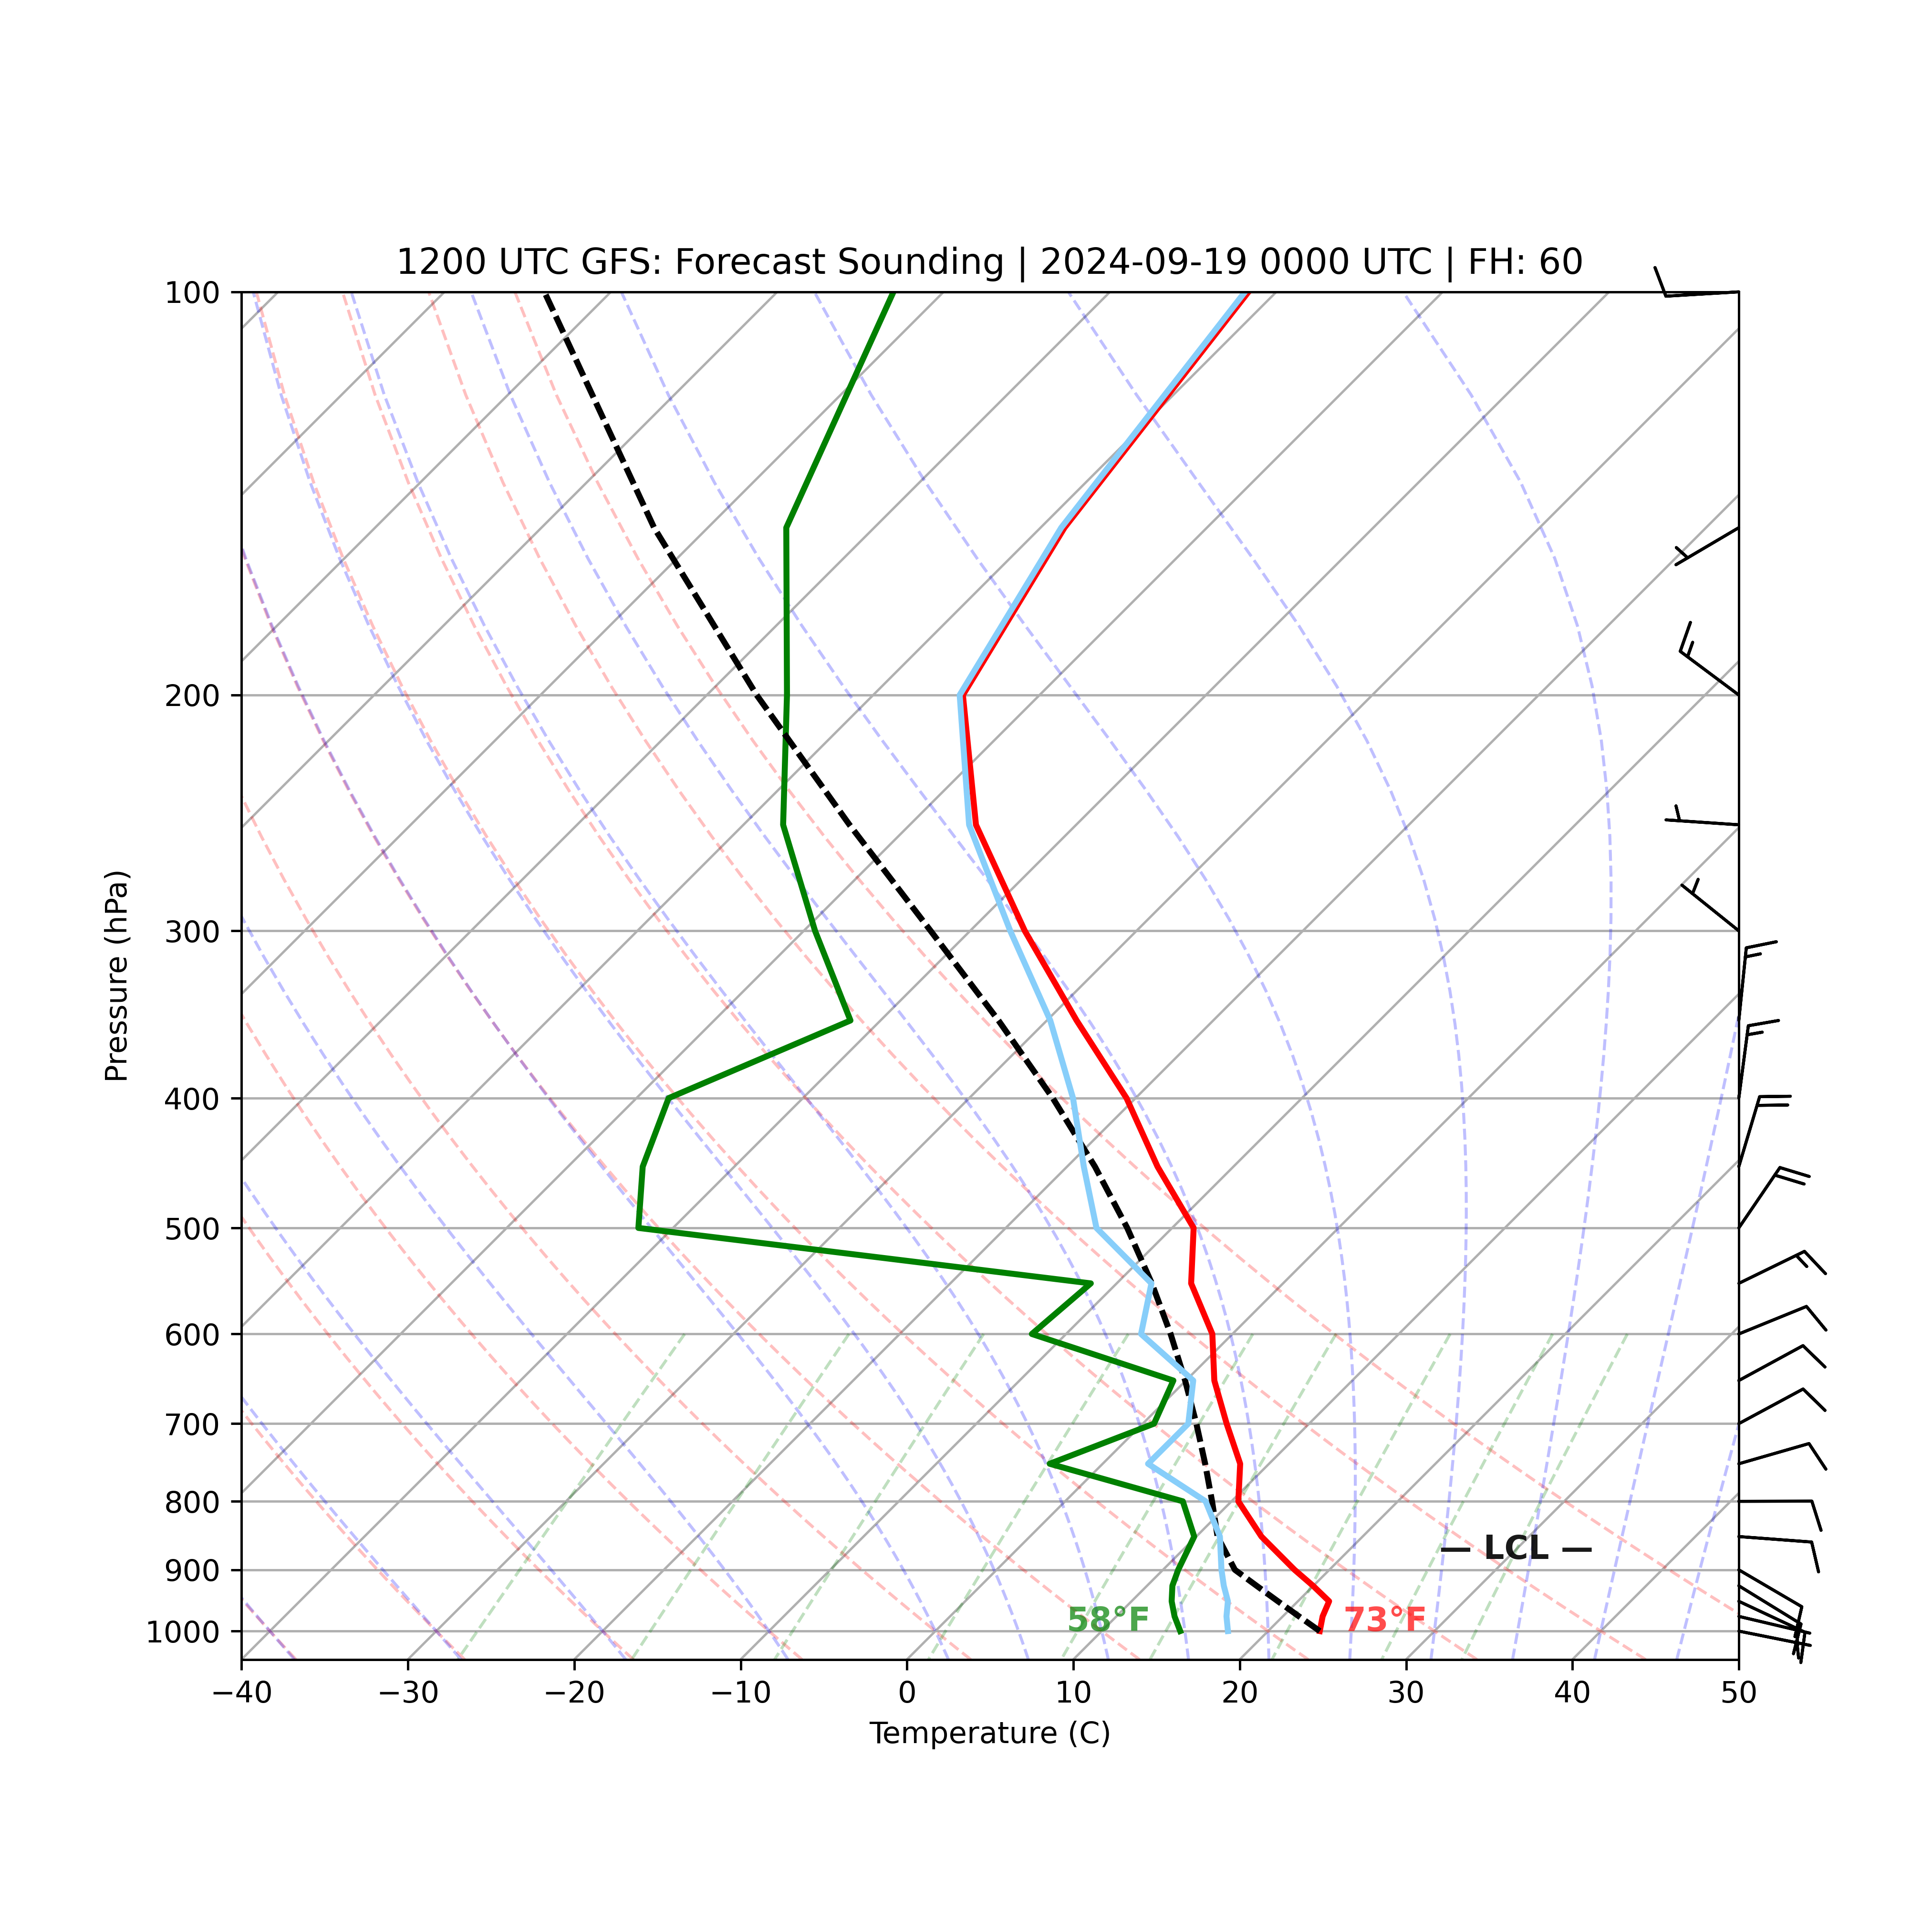 1200 UTC GFS: Forecast Sounding | 2024-09-19 0000 UTC | FH: 60
100
200
300
400
500
600
700
800
900
1000
Pressure (hPa)
— LCL —
58°F
73°F
−40 −30 −20 −10 0 10 20 30 40 50
Temperature (C)